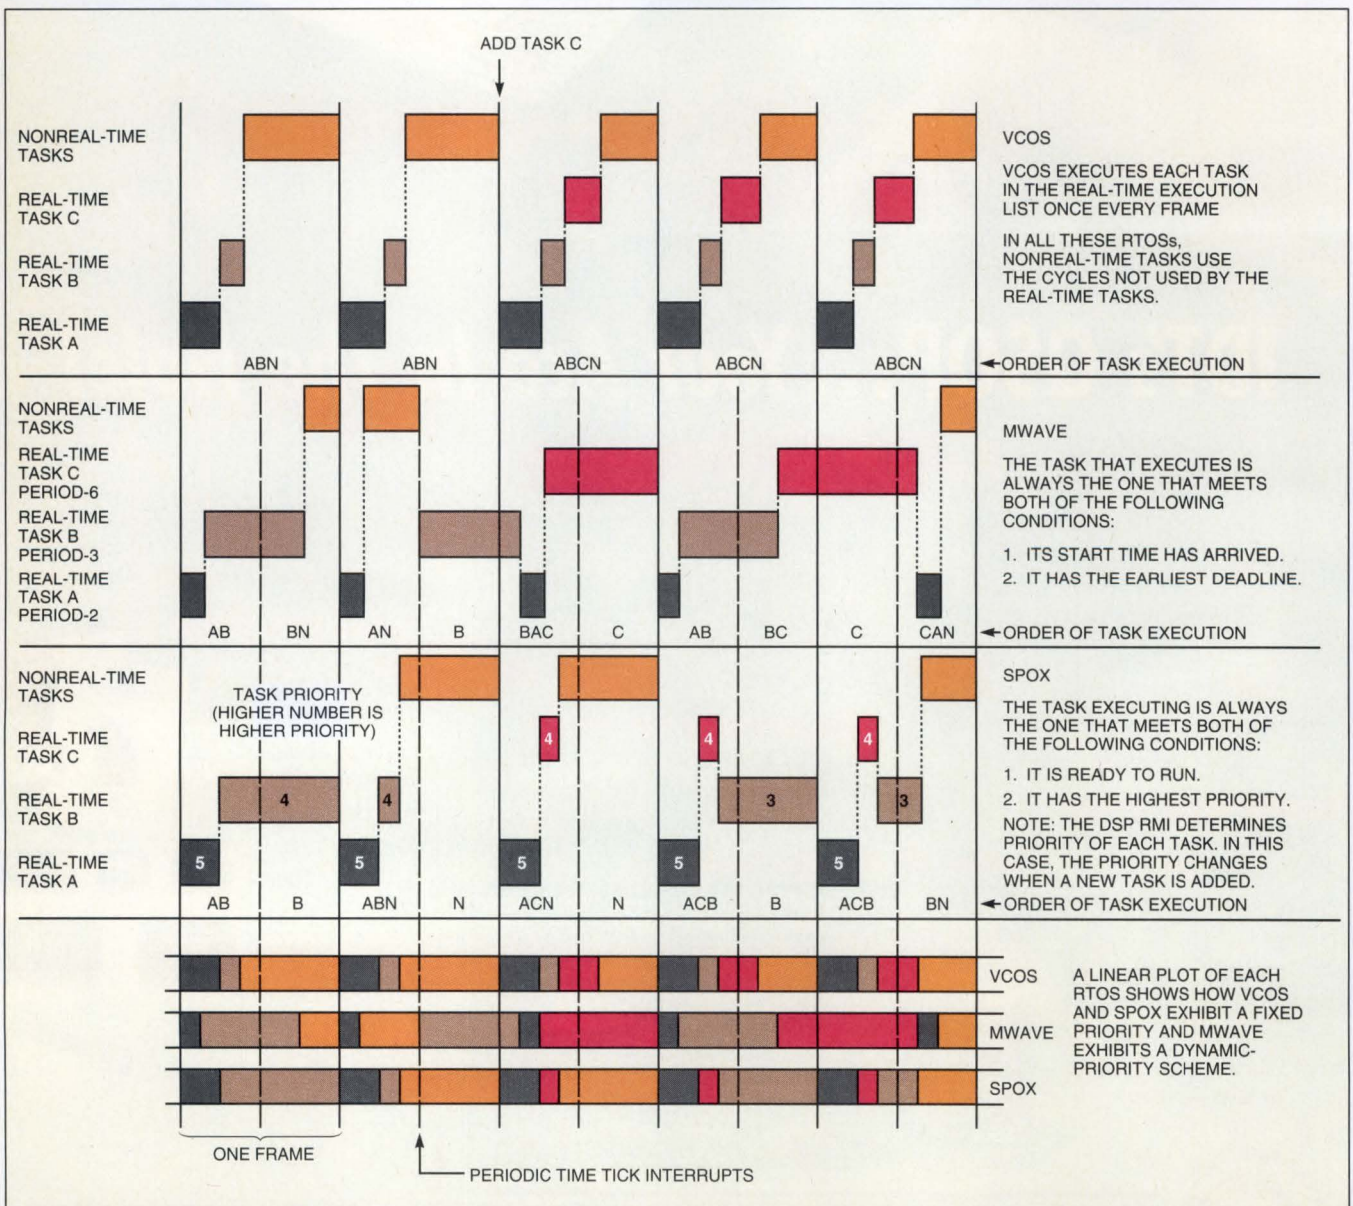 ADD TASK C
NONREAL-TIME
TASKS
REAL-TIME
TASK C
REAL-TIME
TASK B
REAL-TIME
TASK A
ABN
ABN
ABCN
ABCN
ABCN
VCOS
VCOS EXECUTES EACH TASK
IN THE REAL-TIME EXECUTION
LIST ONCE EVERY FRAME
IN ALL THESE RTOSs,
NONREAL-TIME TASKS USE
THE CYCLES NOT USED BY THE
REAL-TIME TASKS.
ORDER OF TASK EXECUTION
NONREAL-TIME
TASKS
REAL-TIME
TASK C
PERIOD-6
REAL-TIME
TASK B
PERIOD-3
REAL-TIME
TASK A
PERIOD-2
AB
BN
AN
B
BAC
C
AB
BC
C
CAN
MWAVE
THE TASK THAT EXECUTES IS
ALWAYS THE ONE THAT MEETS
BOTH OF THE FOLLOWING
CONDITIONS:
1. ITS START TIME HAS ARRIVED.
2. IT HAS THE EARLIEST DEADLINE.
ORDER OF TASK EXECUTION
NONREAL-TIME
TASKS
TASK PRIORITY
(HIGHER NUMBER IS
HIGHER PRIORITY)
REAL-TIME
TASK C
4
4
4
REAL-TIME
TASK B
4
4
3
3
REAL-TIME
TASK A
5
5
5
5
5
AB
B
ABN
N
ACN
N
ACB
B
ACB
BN
SPOX
THE TASK EXECUTING IS ALWAYS
THE ONE THAT MEETS BOTH OF
THE FOLLOWING CONDITIONS:
1. IT IS READY TO RUN.
2. IT HAS THE HIGHEST PRIORITY.
NOTE: THE DSP RMI DETERMINES
PRIORITY OF EACH TASK. IN THIS
CASE, THE PRIORITY CHANGES
WHEN A NEW TASK IS ADDED.
ORDER OF TASK EXECUTION
VCOS
MWAVE
SPOX
A LINEAR PLOT OF EACH
RTOS SHOWS HOW VCOS
AND SPOX EXHIBIT A FIXED
PRIORITY AND MWAVE
EXHIBITS A DYNAMIC-
PRIORITY SCHEME.
ONE FRAME
PERIODIC TIME TICK INTERRUPTS